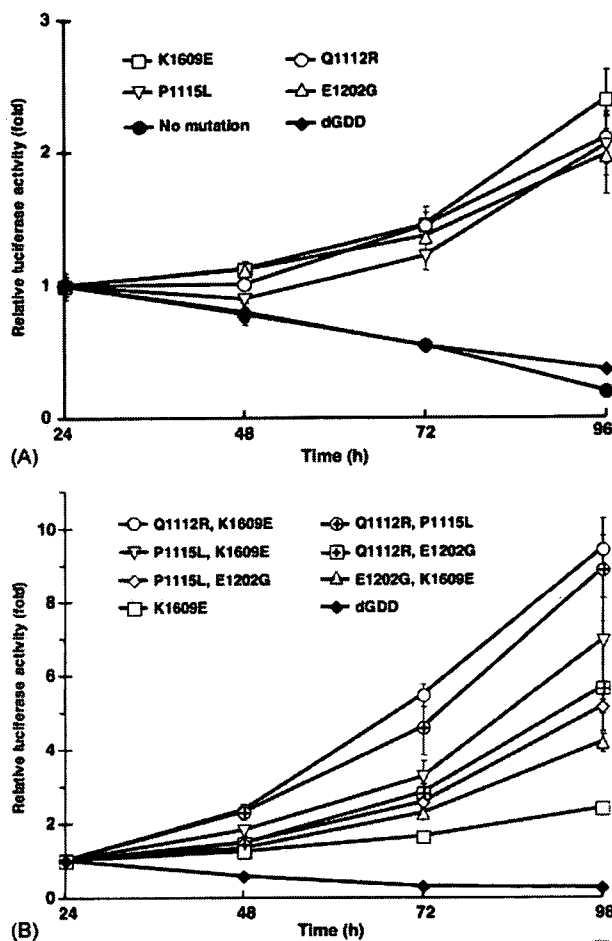 3
2
1
0
Relative luciferase activity (fold)
K1609E
Q1112R
P1115L
E1202G
No mutation
dGDD
24
48
72
96
Time (h)
(A)
10
8
6
4
2
0
Relative luciferase activity (fold)
Q1112R, K1609E
Q1112R, P1115L
P1115L, K1609E
Q1112R, E1202G
P1115L, E1202G
E1202G, K1609E
K1609E
dGDD
24
48
72
96
Time (h)
(B)